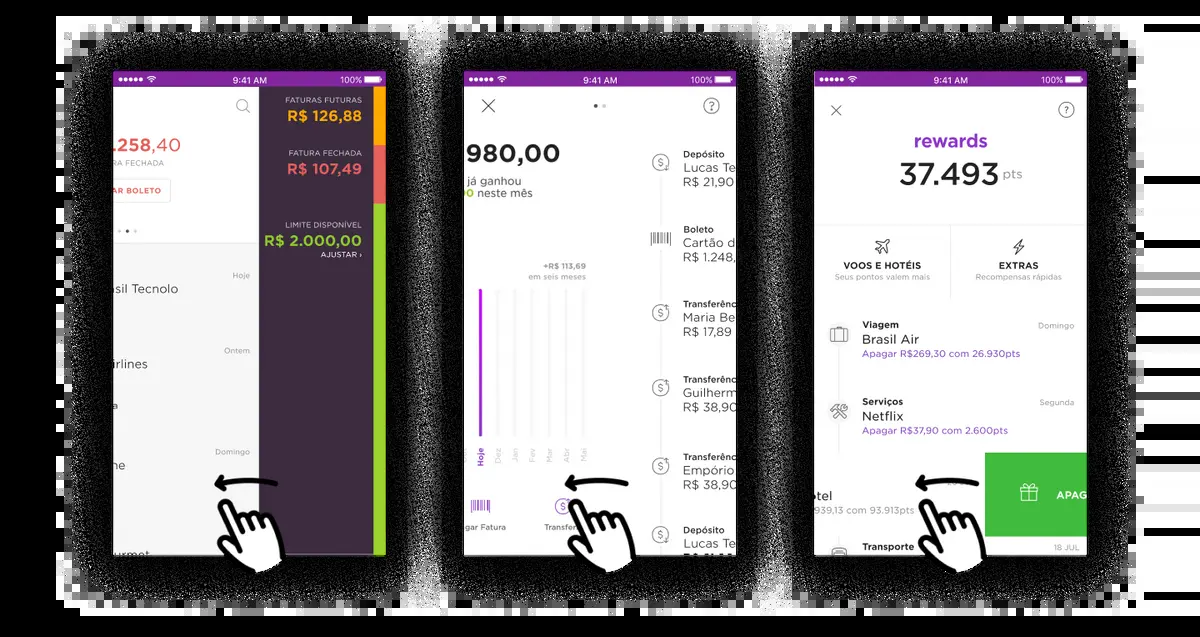 9:41 AM
100%
FATURAS FUTURAS
R$ 126,88
.258,40
RA FECHADA
FATURA FECHADA
R$ 107,49
AR BOLETO
LIMITE DISPONÍVEL
R$ 2.000,00
AJUSTAR ›
Hoje
sil Tecnolo
Ontem
irlines
a
Domingo
ne
urmet
9:41 AM
100%
?
980,00
já ganhou
0 neste mês
+R$ 113,69
em seis meses
Hoje
Dez
Jan
Fev
Mar
Abr
Mai
gar Fatura
Transfer
Depósito
Lucas Te
R$ 21,90
Boleto
Cartão d
R$ 1.248,
Transferênc
Maria Be
R$ 17,89
Transferênc
Guilherm
R$ 38,90
Transferênc
Empório
R$ 38,90
Depósito
Lucas Te
9:41 AM
100%
?
rewards
37.493 pts
VOOS E HOTÉIS
Seus pontos valem mais
EXTRAS
Recompensas rápidas
Viagem
Domingo
Brasil Air
Apagar R$269,30 com 26.930pts
Serviços
Segunda
Netflix
Apagar R$37,90 com 2.600pts
otel
939,13 com 93.913pts
APAG
Transporte
18 JUL